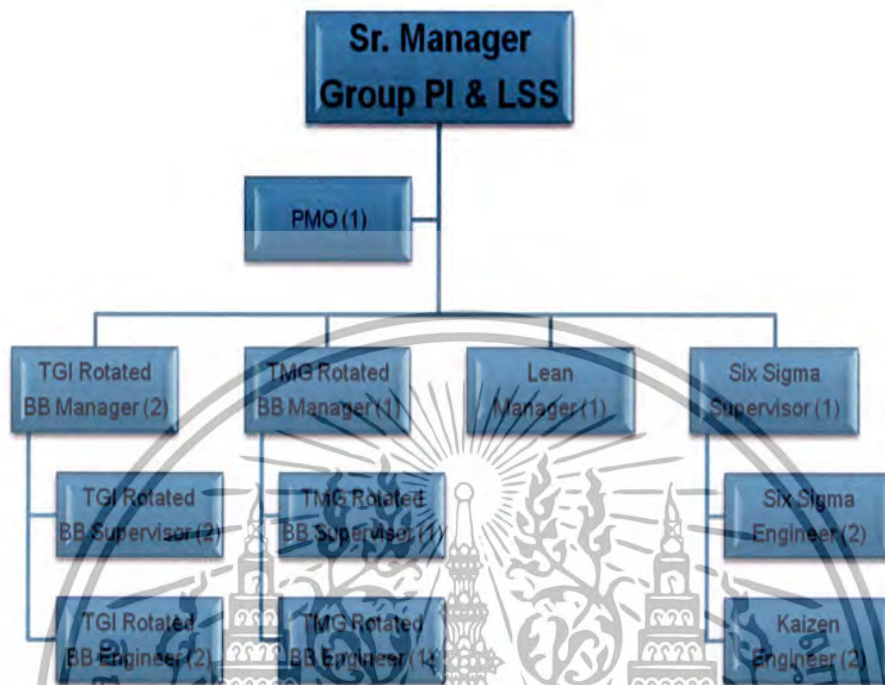 Sr. Manager
Group PI & LSS
PMO (1)
TGI Rotated
BB Manager (2)
TMG Rotated
BB Manager (1)
Lean
Manager (1)
Six Sigma
Supervisor (1)
TGI Rotated
BB Supervisor (2)
TMG Rotated
BB Supervisor (1)
Six Sigma
Engineer (2)
TGI Rotated
BB Engineer (2)
TMG Rotated
BB Engineer (1)
Kaizen
Engineer (2)